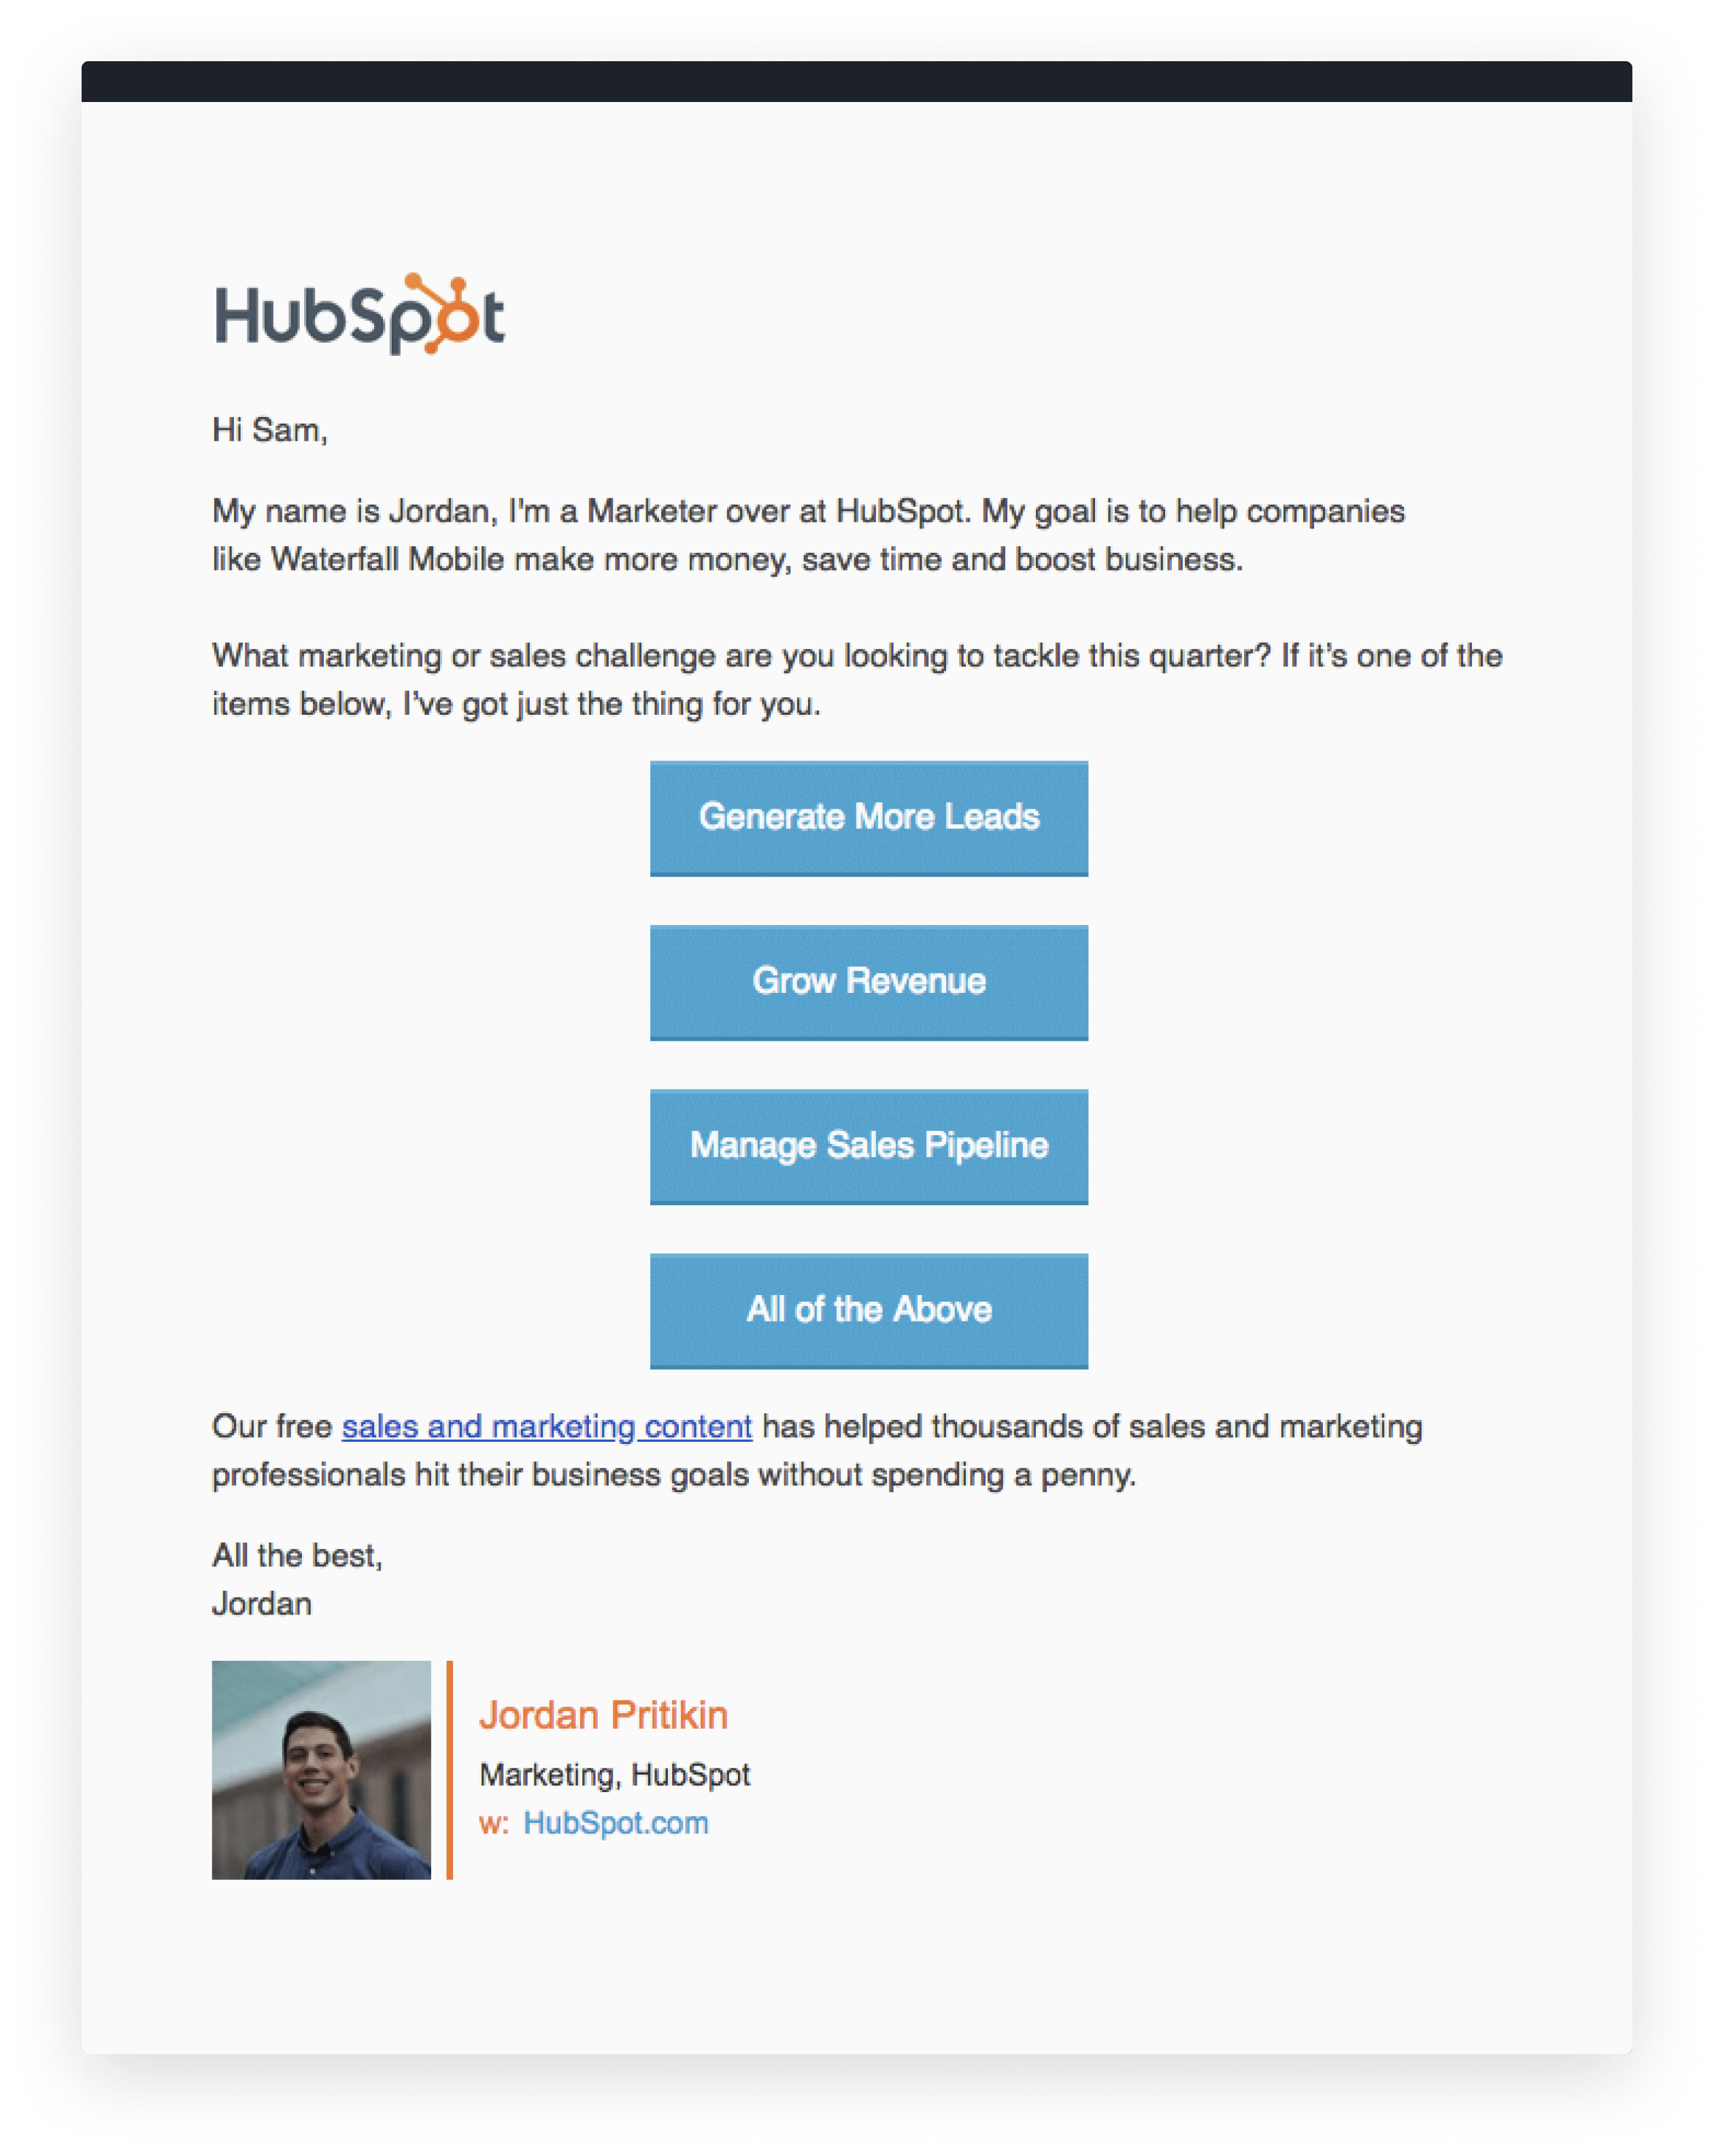 HubSpot
Hi Sam,
My name is Jordan, I'm a Marketer over at HubSpot. My goal is to help companies
like Waterfall Mobile make more money, save time and boost business.
What marketing or sales challenge are you looking to tackle this quarter? If it’s one of the
items below, I’ve got just the thing for you.
Generate More Leads
Grow Revenue
Manage Sales Pipeline
All of the Above
Our free sales and marketing content has helped thousands of sales and marketing
professionals hit their business goals without spending a penny.
All the best,
Jordan
Jordan Pritikin
Marketing, HubSpot
w: HubSpot.com